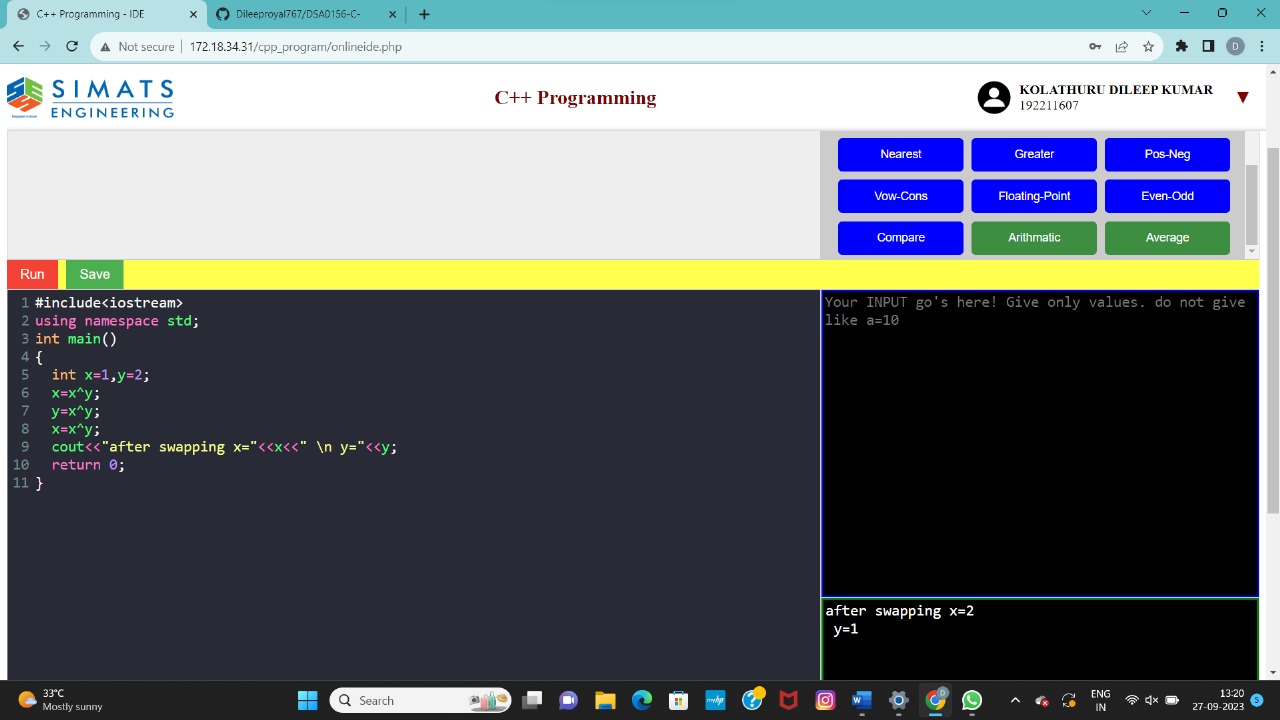 C++ Programming - IDE
Dileeproyal767/DSA0156-C-
Not secure
172.18.34.31/cpp_program/onlineide.php
D
SIMATS
ENGINEERING
C++ Programming
KOLATHURU DILEEP KUMAR
192211607
Nearest
Greater
Pos-Neg
Vow-Cons
Floating-Point
Even-Odd
Compare
Arithmatic
Average
Run
Save
1 #include<iostream>
2 using namespace std;
3 int main()
4 {
5   int x=1,y=2;
6   x=x^y;
7   y=x^y;
8   x=x^y;
9   cout<<"after swapping x="<<x<<" \n y="<<y;
10   return 0;
11 }
Your INPUT go's here! Give only values. do not give
like a=10
after swapping x=2
 y=1
33°C
Mostly sunny
Search
myhp
D
ENG
IN
13:20
27-09-2023
5